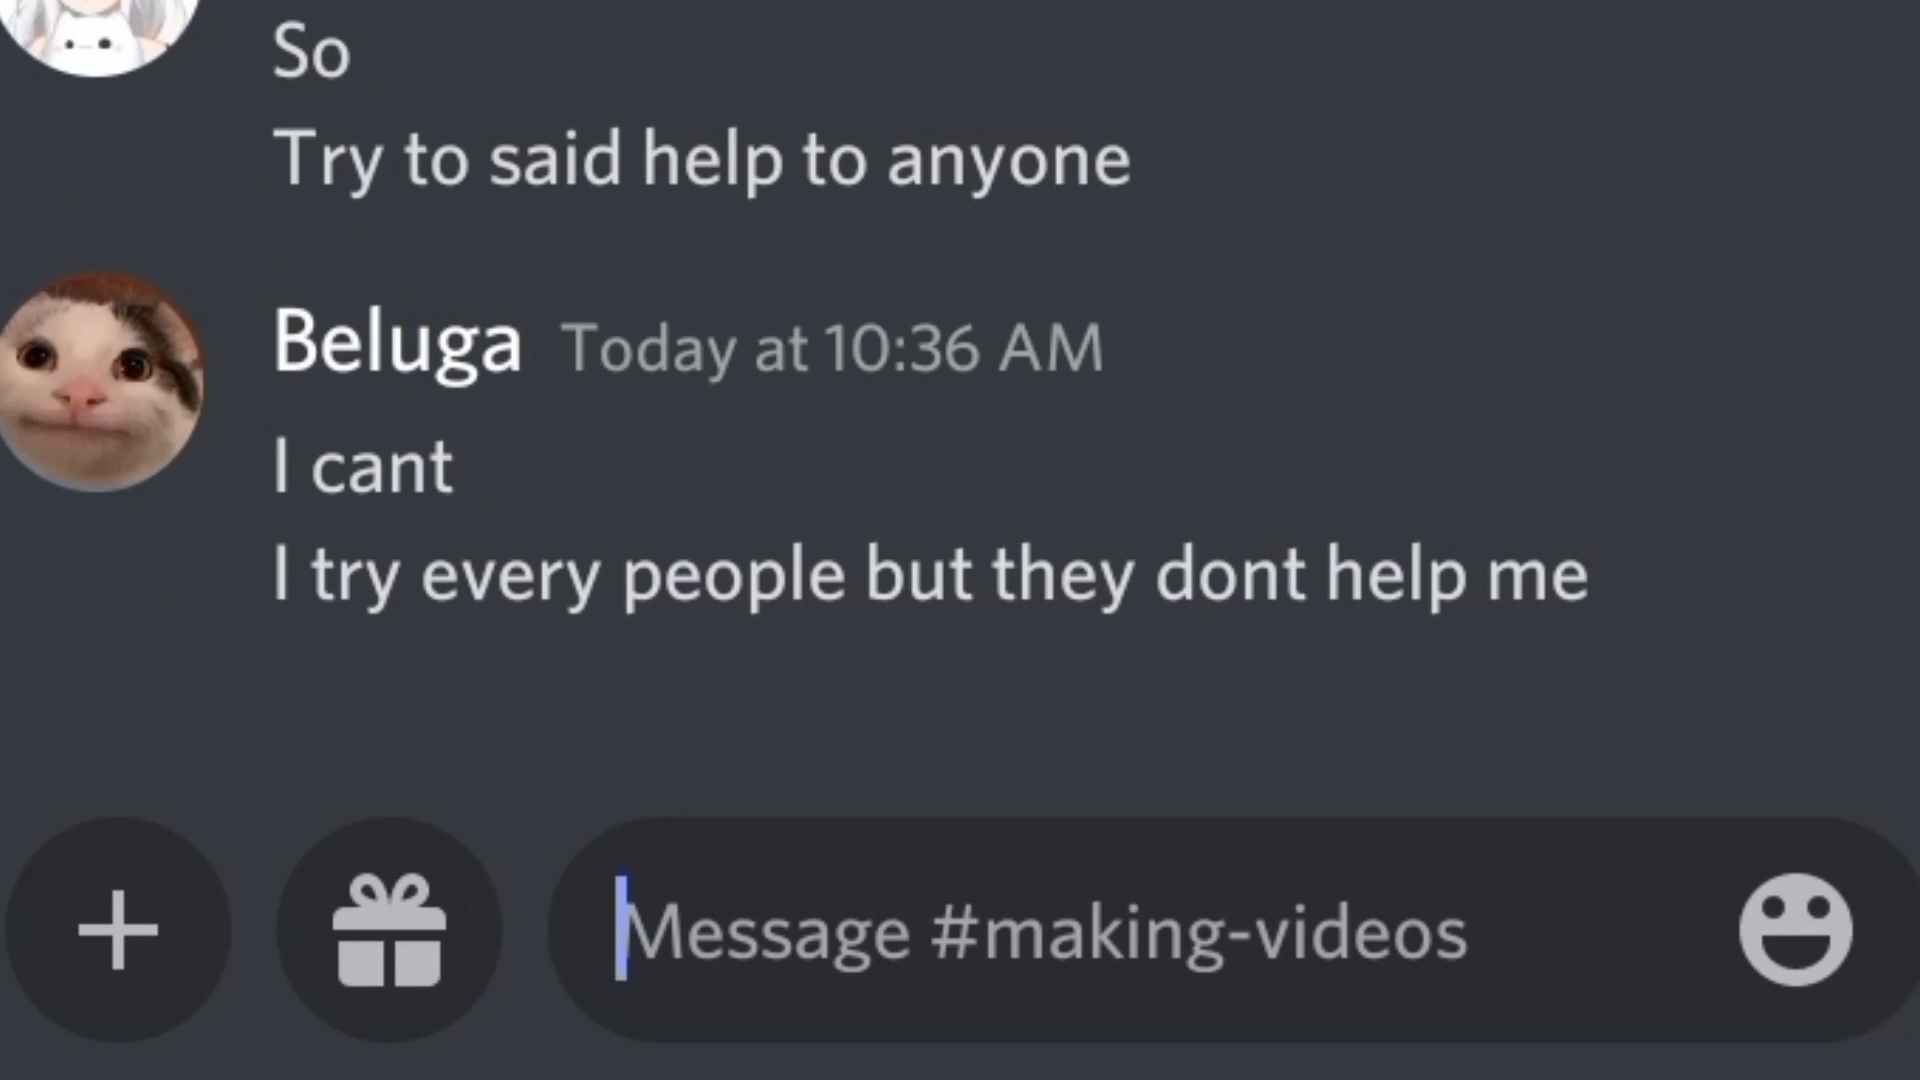 So
Try to said help to anyone
Beluga Today at 10:36 AM
I cant
I try every people but they dont help me
Message #making-videos